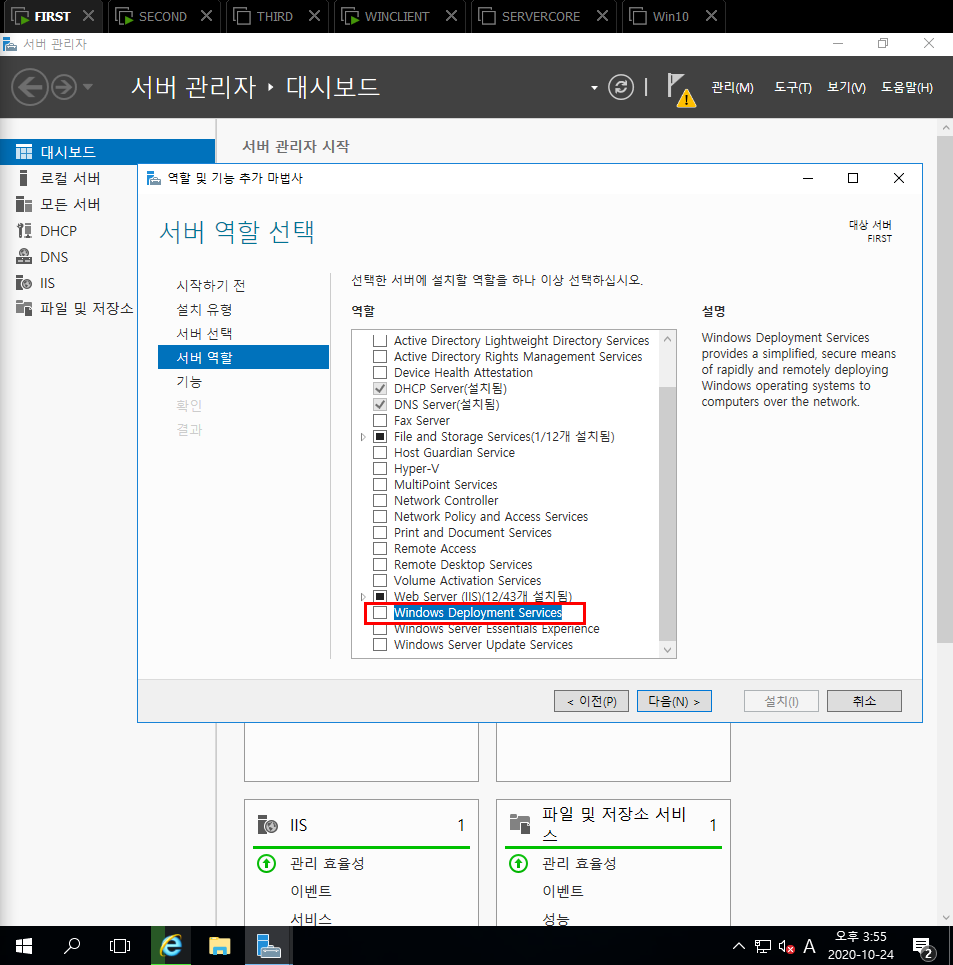 FIRST
SECOND
THIRD
WINCLIENT
SERVERCORE
Win10
서버 관리자
서버 관리자 ‣ 대시보드
관리(M)
도구(T)
보기(V)
도움말(H)
대시보드
로컬 서버
모든 서버
DHCP
DNS
IIS
파일 및 저장소
서버 관리자 시작
역할 및 기능 추가 마법사
서버 역할 선택
대상 서버
FIRST
시작하기 전
설치 유형
서버 선택
서버 역할
기능
확인
결과
선택한 서버에 설치할 역할을 하나 이상 선택하십시오.
역할
Active Directory Lightweight Directory Services
Active Directory Rights Management Services
Device Health Attestation
DHCP Server(설치됨)
DNS Server(설치됨)
Fax Server
File and Storage Services(1/12개 설치됨)
Host Guardian Service
Hyper-V
MultiPoint Services
Network Controller
Network Policy and Access Services
Print and Document Services
Remote Access
Remote Desktop Services
Volume Activation Services
Web Server (IIS)(12/43개 설치됨)
Windows Deployment Services
Windows Server Essentials Experience
Windows Server Update Services
설명
Windows Deployment Services
provides a simplified, secure means
of rapidly and remotely deploying
Windows operating systems to
computers over the network.
< 이전(P)
다음(N) >
설치(I)
취소
IIS 1
관리 효율성
이벤트
서비스
파일 및 저장소 서비
스
1
관리 효율성
이벤트
성능
A
오후 3:55
2020-10-24
2